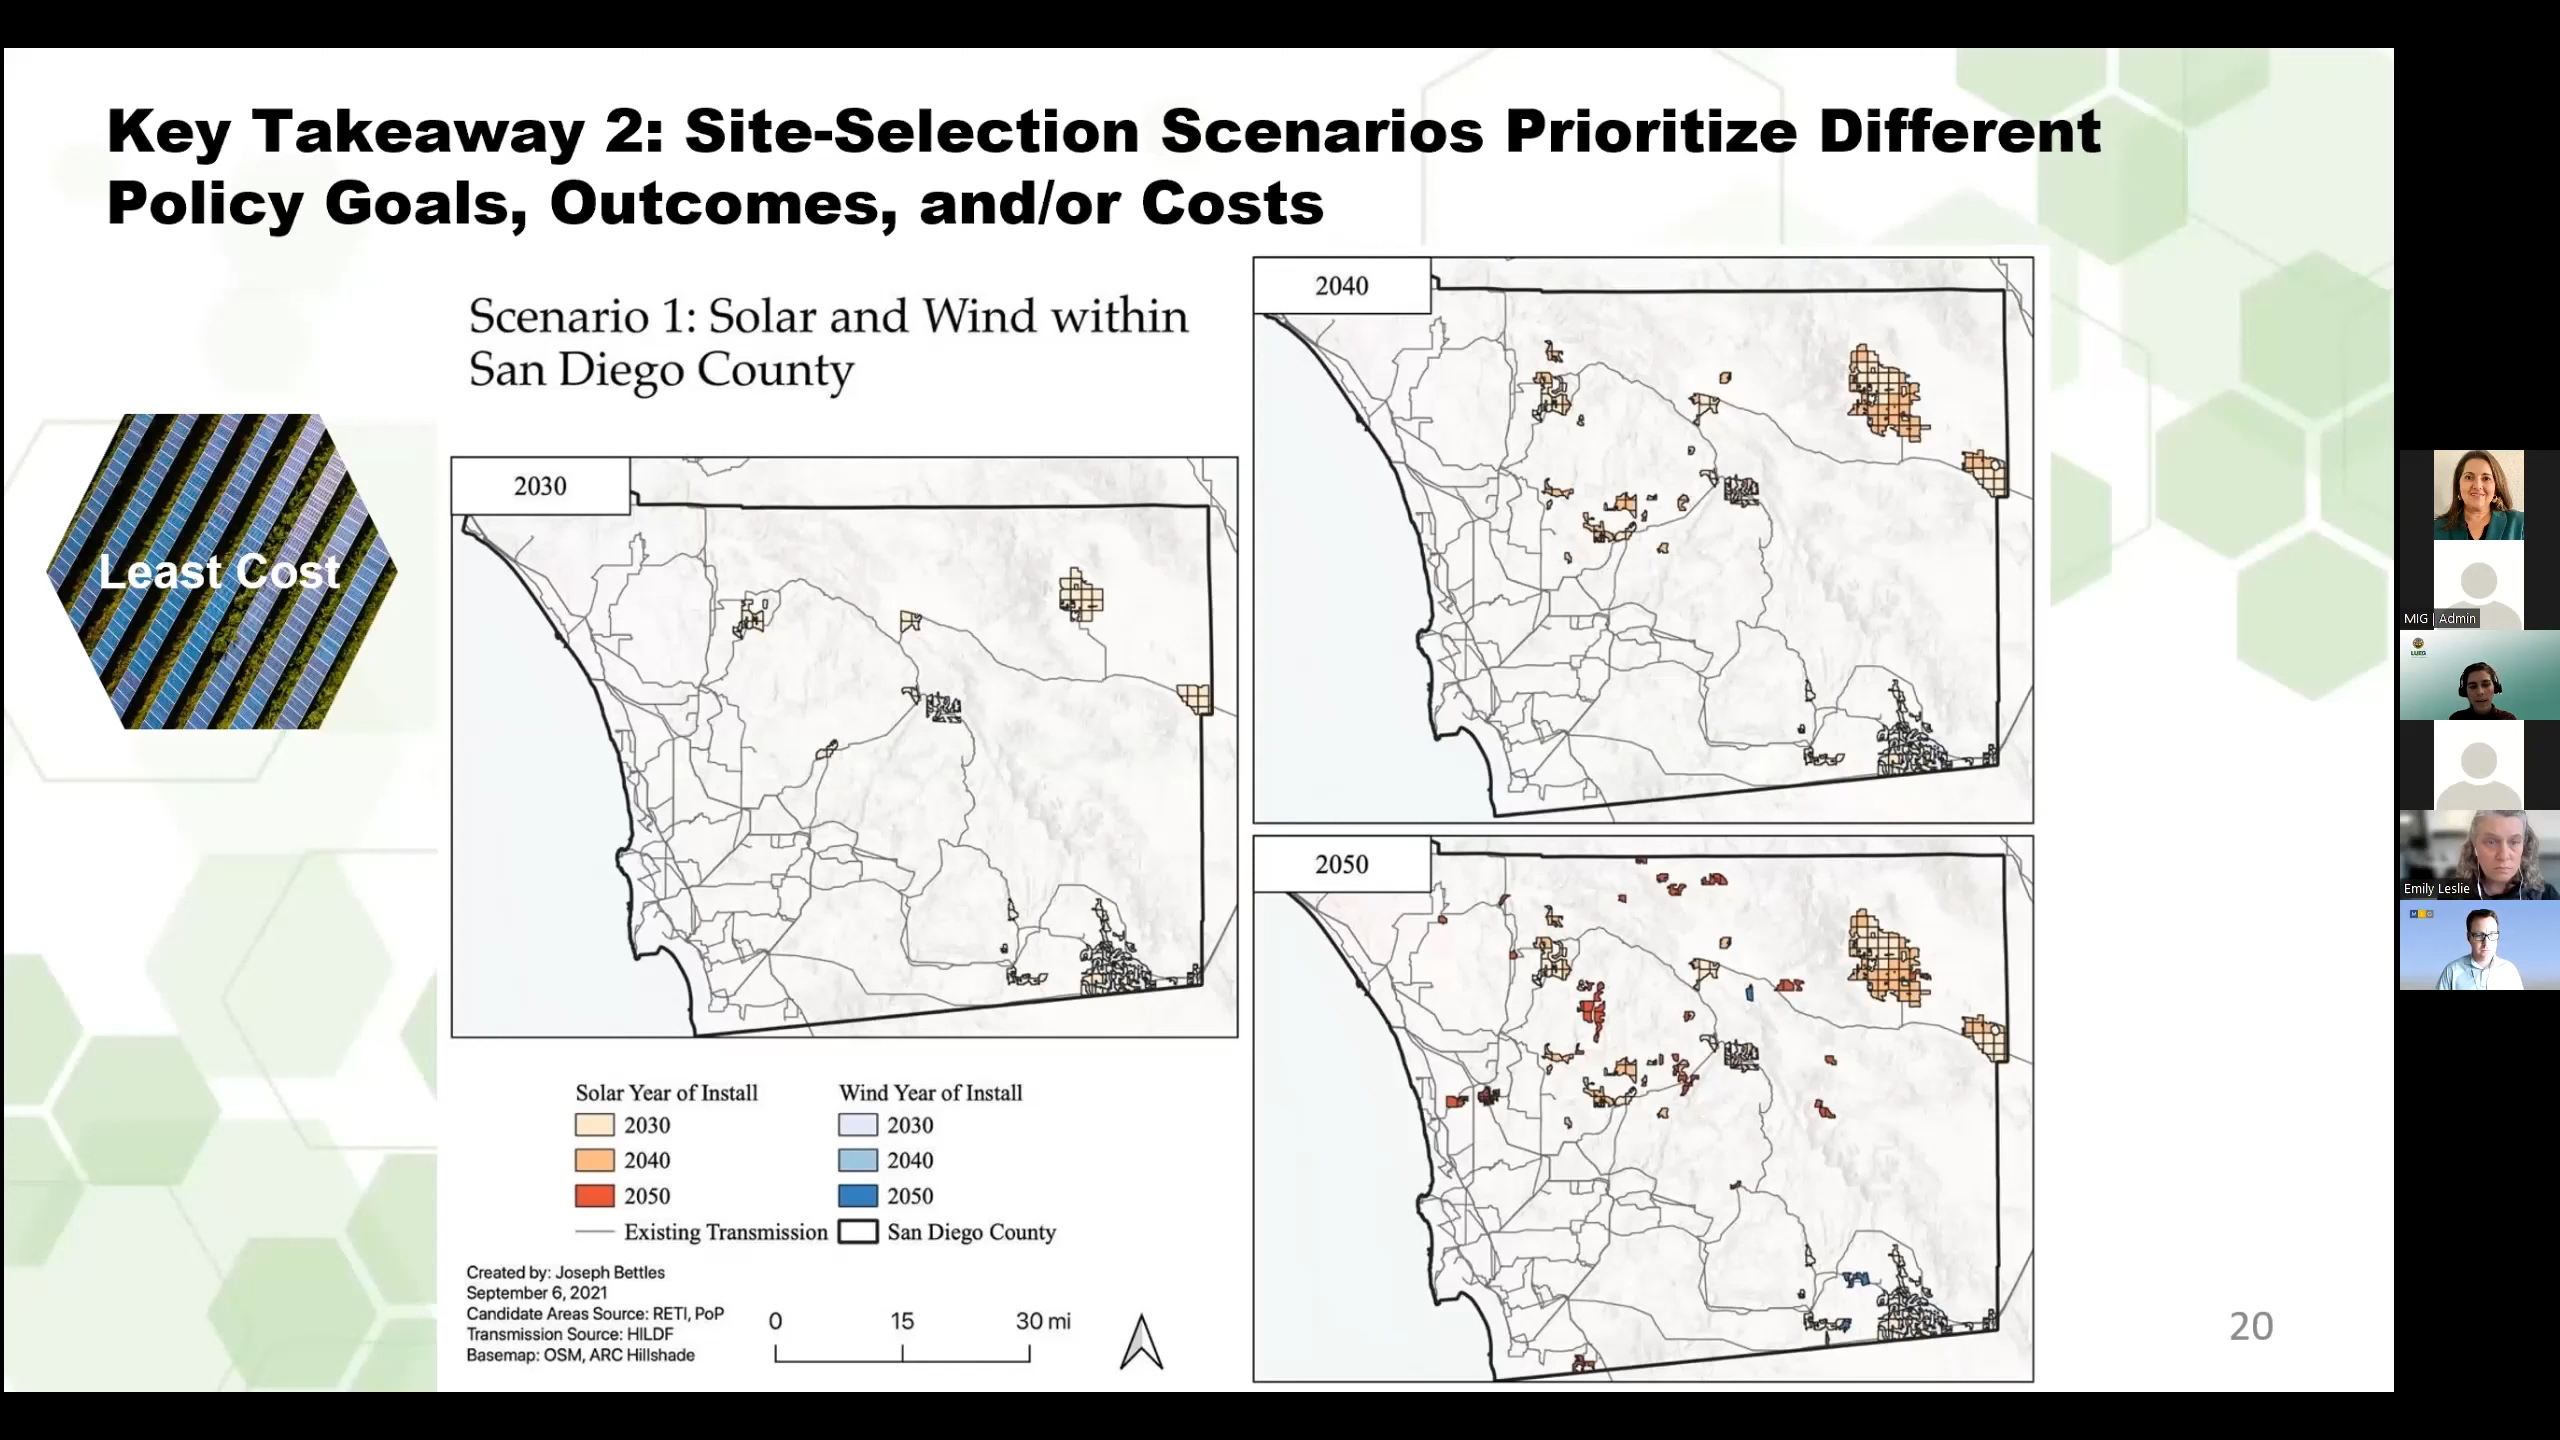 Key Takeaway 2: Site-Selection Scenarios Prioritize Different
Policy Goals, Outcomes, and/or Costs
Scenario 1: Solar and Wind within
San Diego County
Least Cost
2030
2040
2050
Solar Year of Install
2030
2040
2050
Existing Transmission
Wind Year of Install
2030
2040
2050
San Diego County
Created by: Joseph Bettles
September 6, 2021
Candidate Areas Source: RETI, PoP
Transmission Source: HILDF
Basemap: OSM, ARC Hillshade
0 15 30 mi
20
MIG | Admin
LUEG
Emily Leslie
MIG